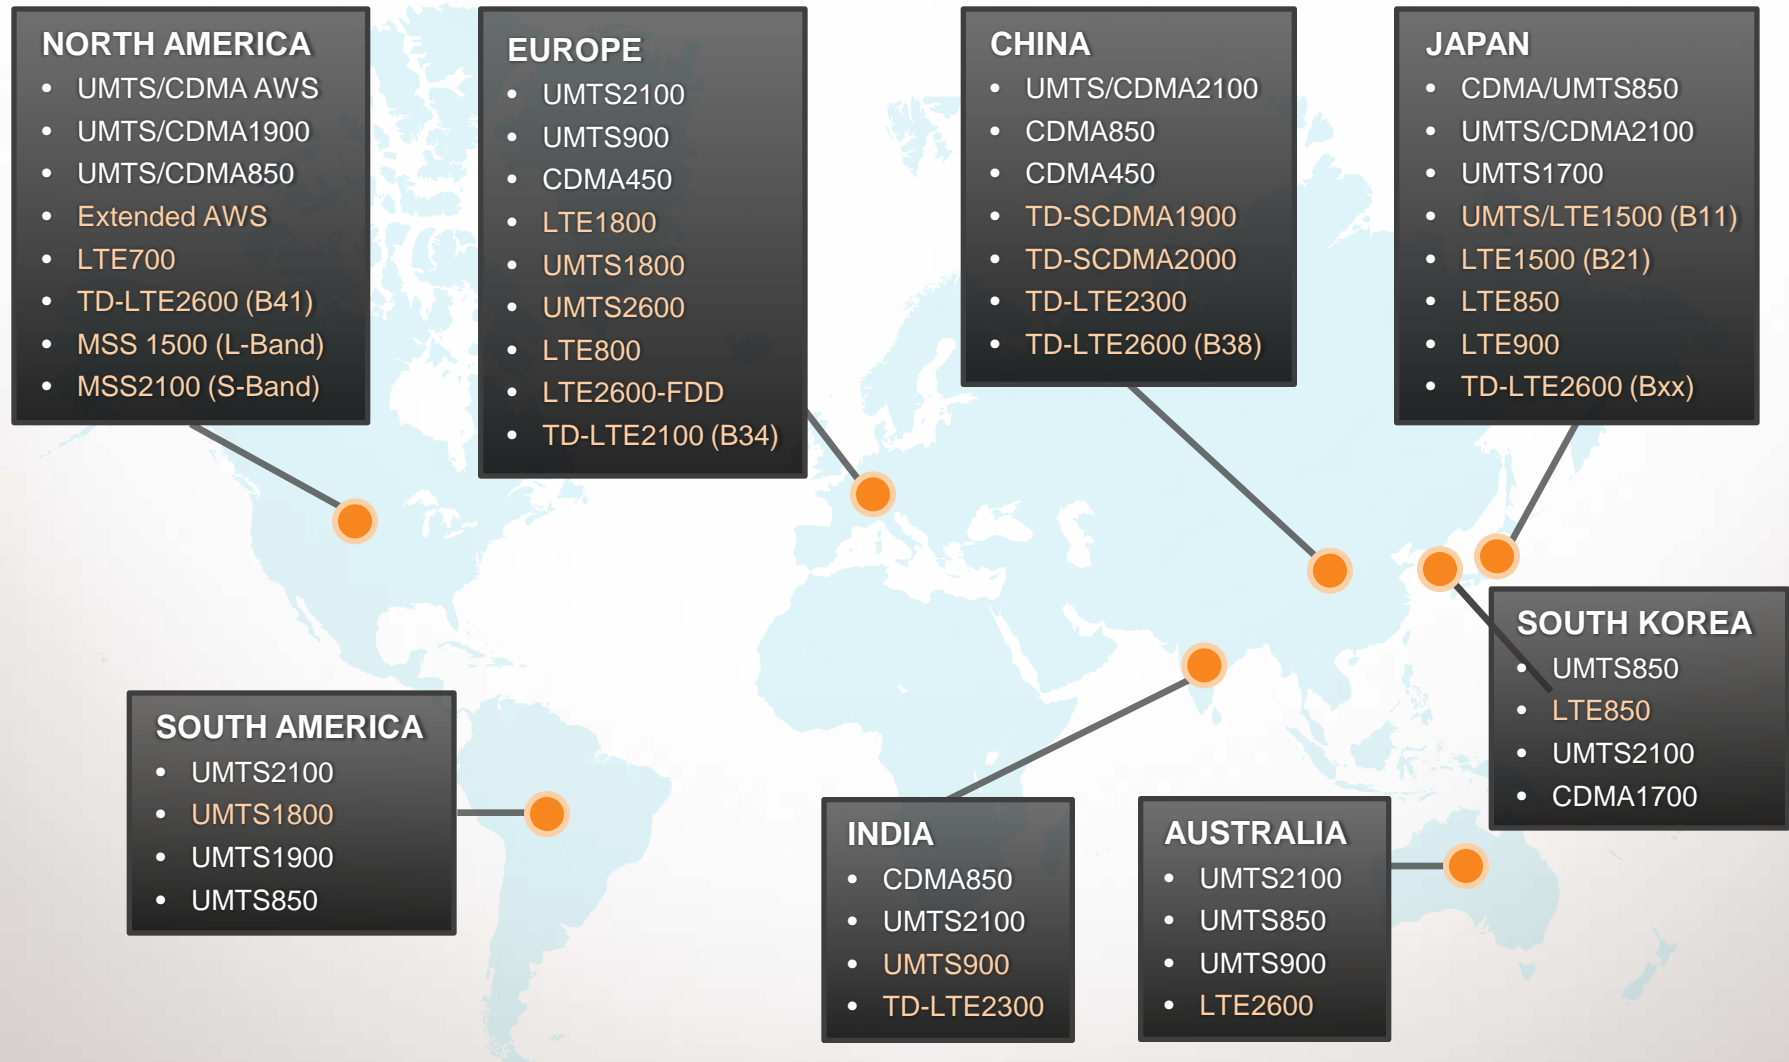 NORTH AMERICA
• UMTS/CDMA AWS
• UMTS/CDMA1900
• UMTS/CDMA850
• Extended AWS
• LTE700
• TD-LTE2600 (B41)
• MSS 1500 (L-Band)
• MSS2100 (S-Band)
EUROPE
• UMTS2100
• UMTS900
• CDMA450
• LTE1800
• UMTS1800
• UMTS2600
• LTE800
• LTE2600-FDD
• TD-LTE2100 (B34)
CHINA
• UMTS/CDMA2100
• CDMA850
• CDMA450
• TD-SCDMA1900
• TD-SCDMA2000
• TD-LTE2300
• TD-LTE2600 (B38)
JAPAN
• CDMA/UMTS850
• UMTS/CDMA2100
• UMTS1700
• UMTS/LTE1500 (B11)
• LTE1500 (B21)
• LTE850
• LTE900
• TD-LTE2600 (Bxx)
SOUTH AMERICA
• UMTS2100
• UMTS1800
• UMTS1900
• UMTS850
INDIA
• CDMA850
• UMTS2100
• UMTS900
• TD-LTE2300
AUSTRALIA
• UMTS2100
• UMTS850
• UMTS900
• LTE2600
SOUTH KOREA
• UMTS850
• LTE850
• UMTS2100
• CDMA1700